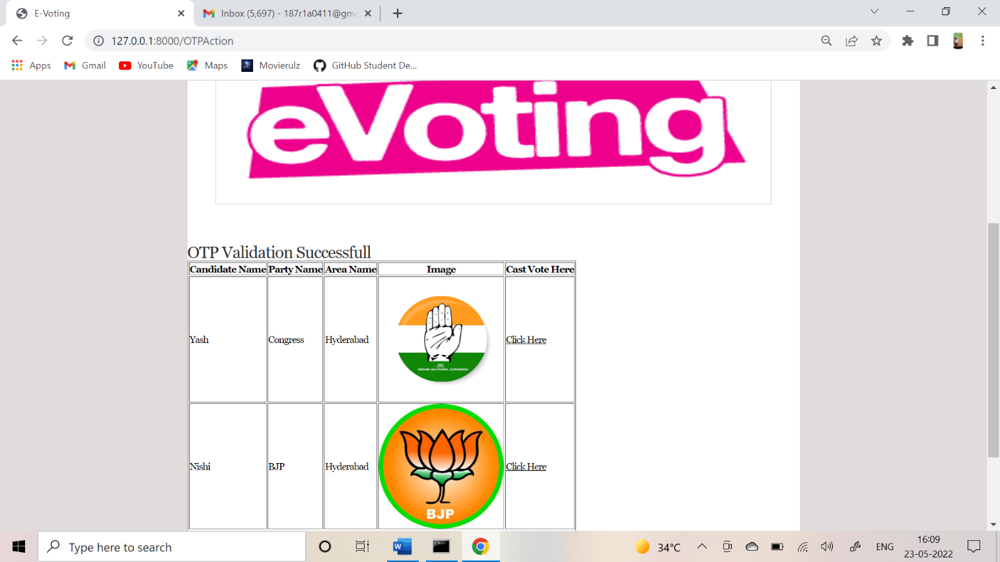 E-Voting
Inbox (5,697) - 187r1a0411@gma
127.0.0.1:8000/OTPAction
Apps Gmail YouTube Maps Movierulz GitHub Student De...
eVoting
OTP Validation Successfull
Candidate Name Party Name Area Name Image Cast Vote Here
Yash Congress Hyderabad Click Here
INC
INDIAN NATIONAL CONGRESS
Nishi BJP Hyderabad Click Here
BJP
Type here to search
34°C
ENG
16:09
23-05-2022